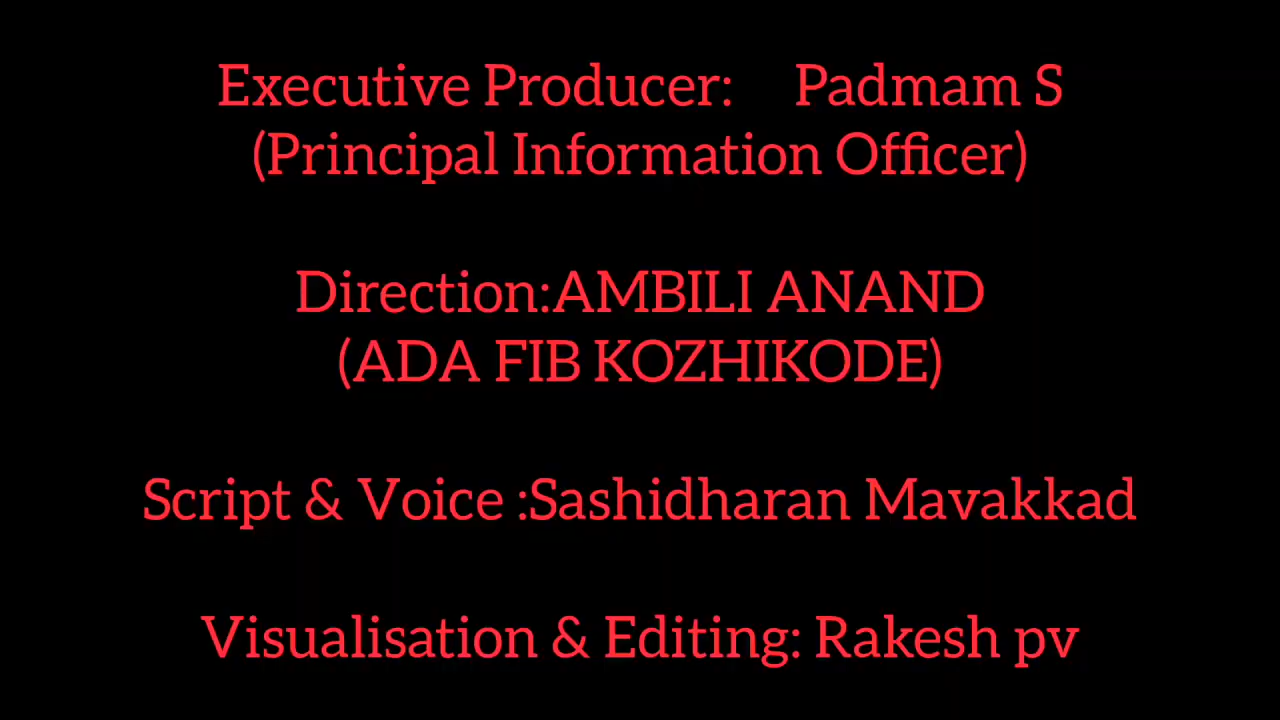 Executive Producer: Padmam S
(Principal Information Officer)
Direction:AMBILI ANAND
(ADA FIB KOZHIKODE)
Script & Voice :Sashidharan Mavakkad
Visualisation & Editing: Rakesh pv